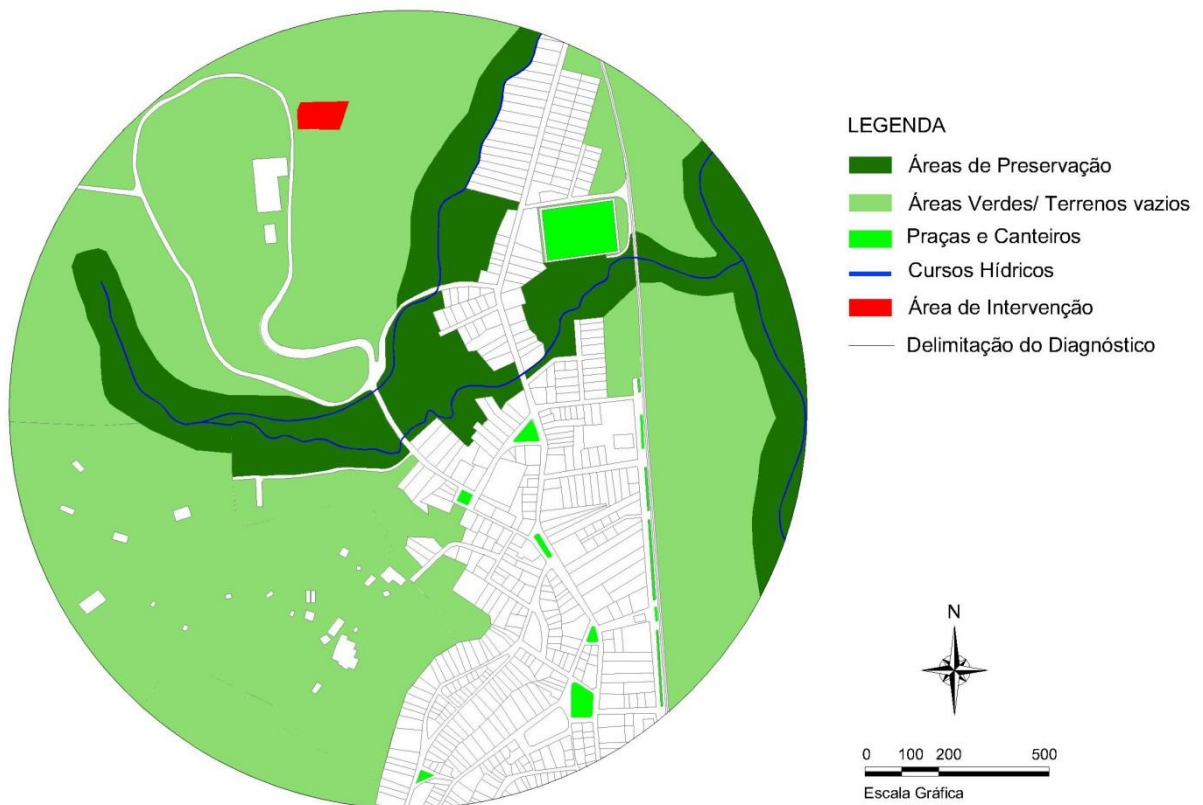 LEGENDA
Áreas de Preservação
Áreas Verdes/ Terrenos vazios
Praças e Canteiros
Cursos Hídricos
Área de Intervenção
Delimitação do Diagnóstico
N
0 100 200 500
Escala Gráfica